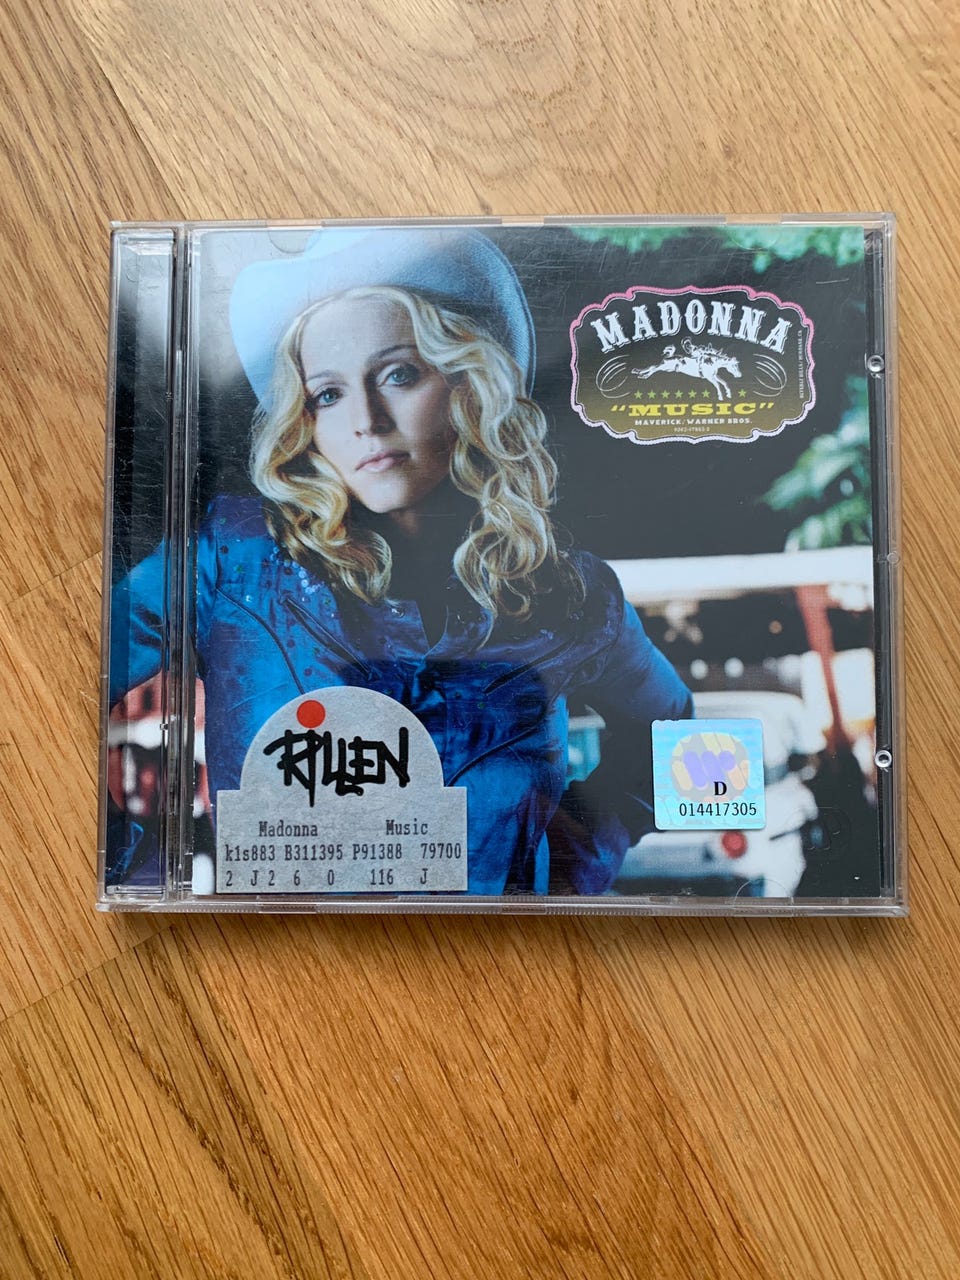 MADONNA
"MUSIC"
MAVERICK/WARNER BROS.
RILLEN
Madonna Music
k1s883 B311395 P91388 79700
2 J 2 6 0 116 J
D
014417305